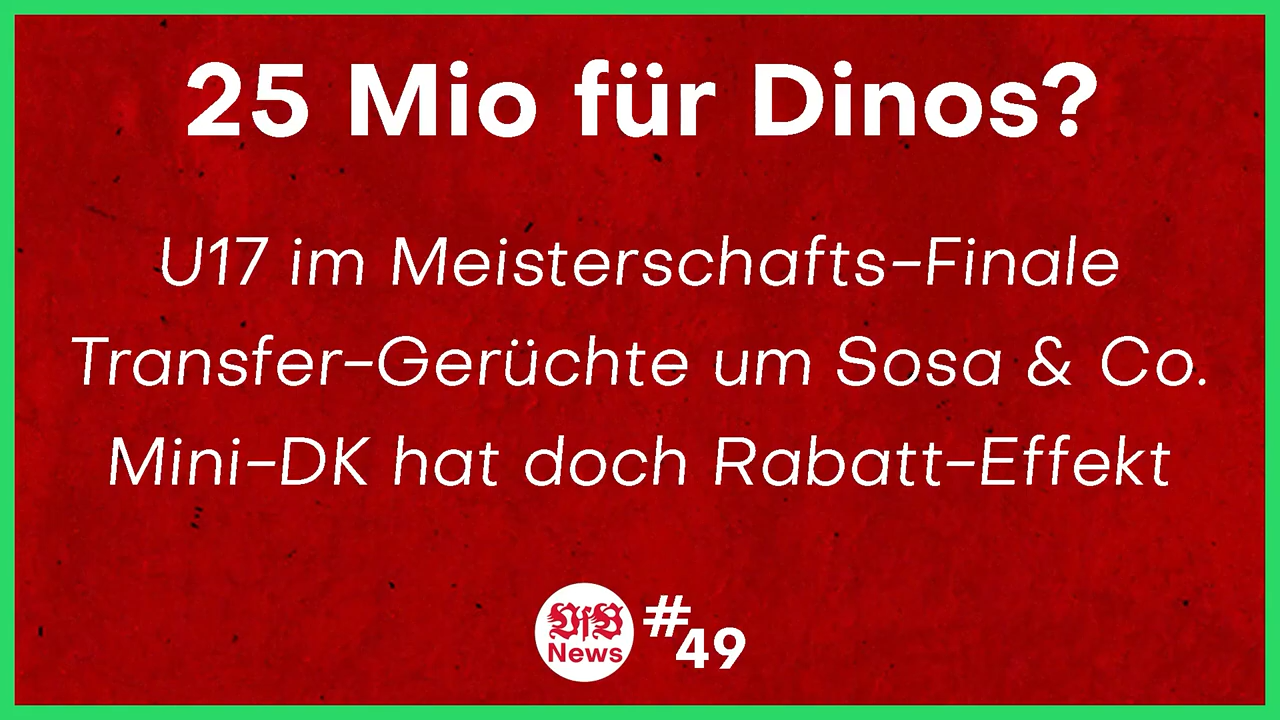 25 Mio für Dinos?
U17 im Meisterschafts-Finale
Transfer-Gerüchte um Sosa & Co.
Mini-DK hat doch Rabatt-Effekt
VfB
News
#49